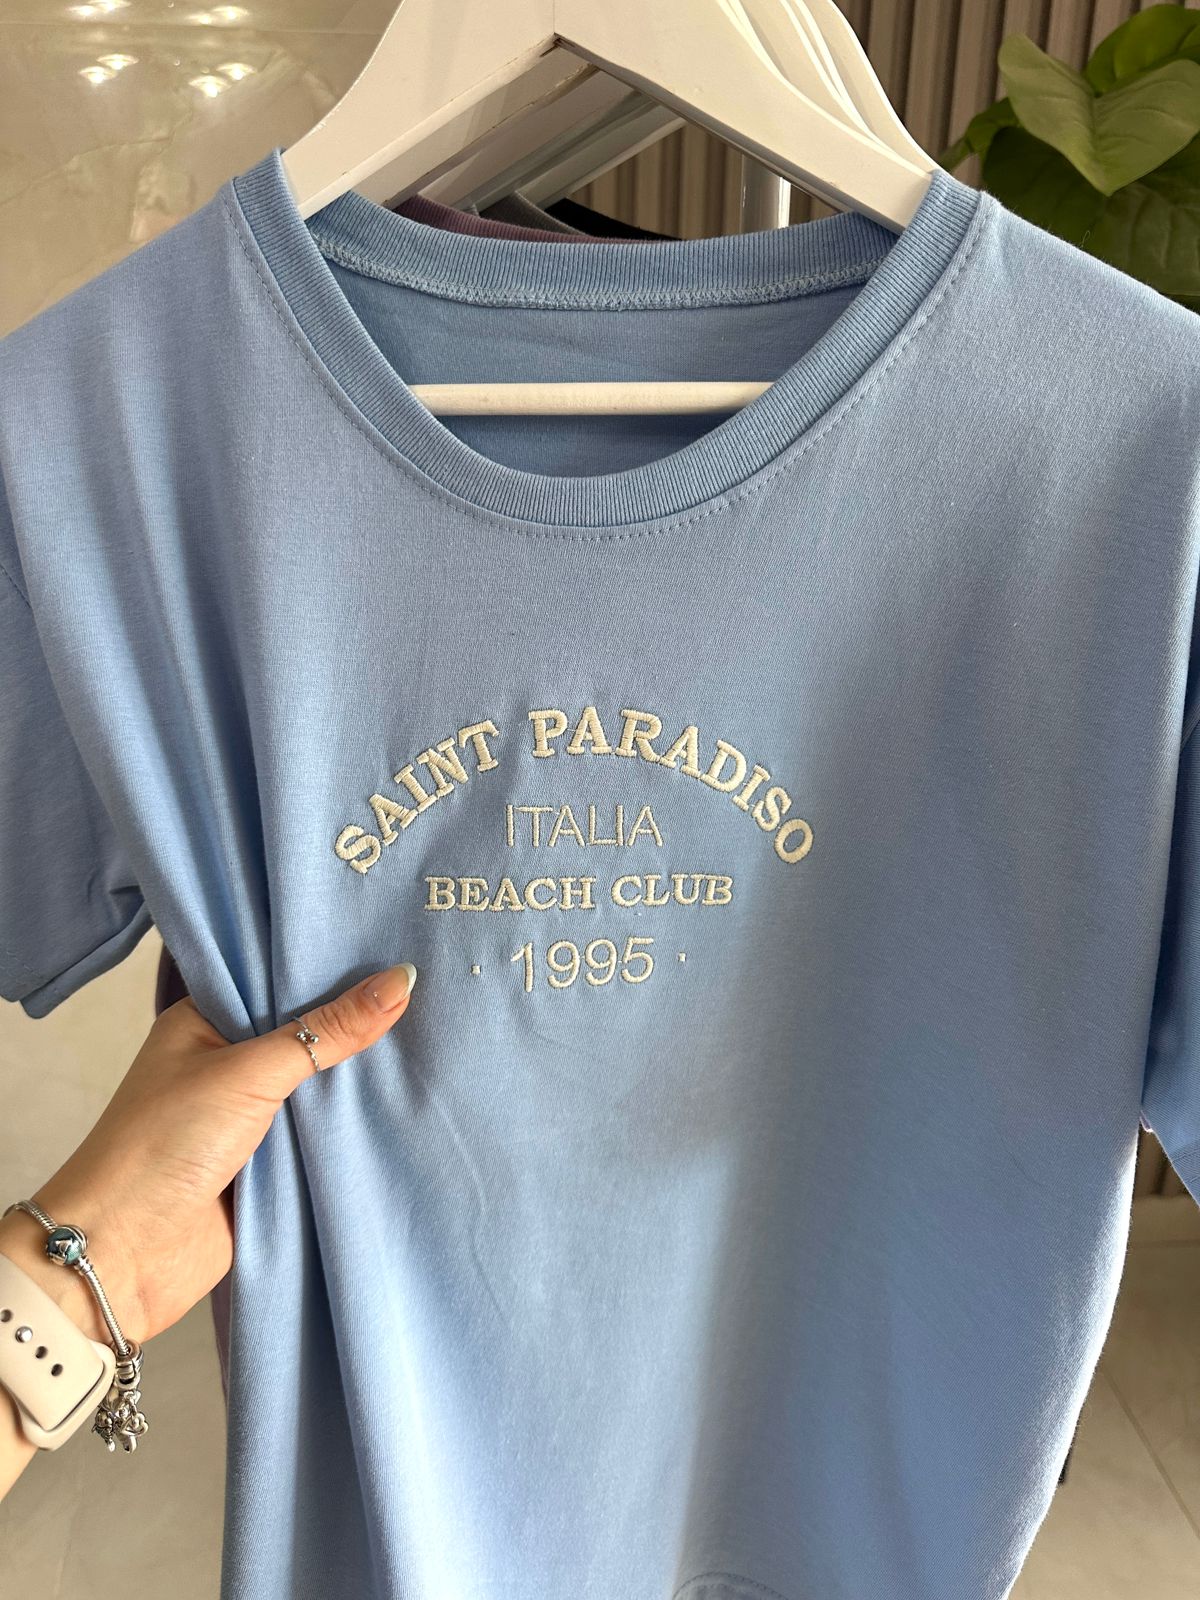 SAINT PARADISO
ITALIA
BEACH CLUB
· 1995 ·